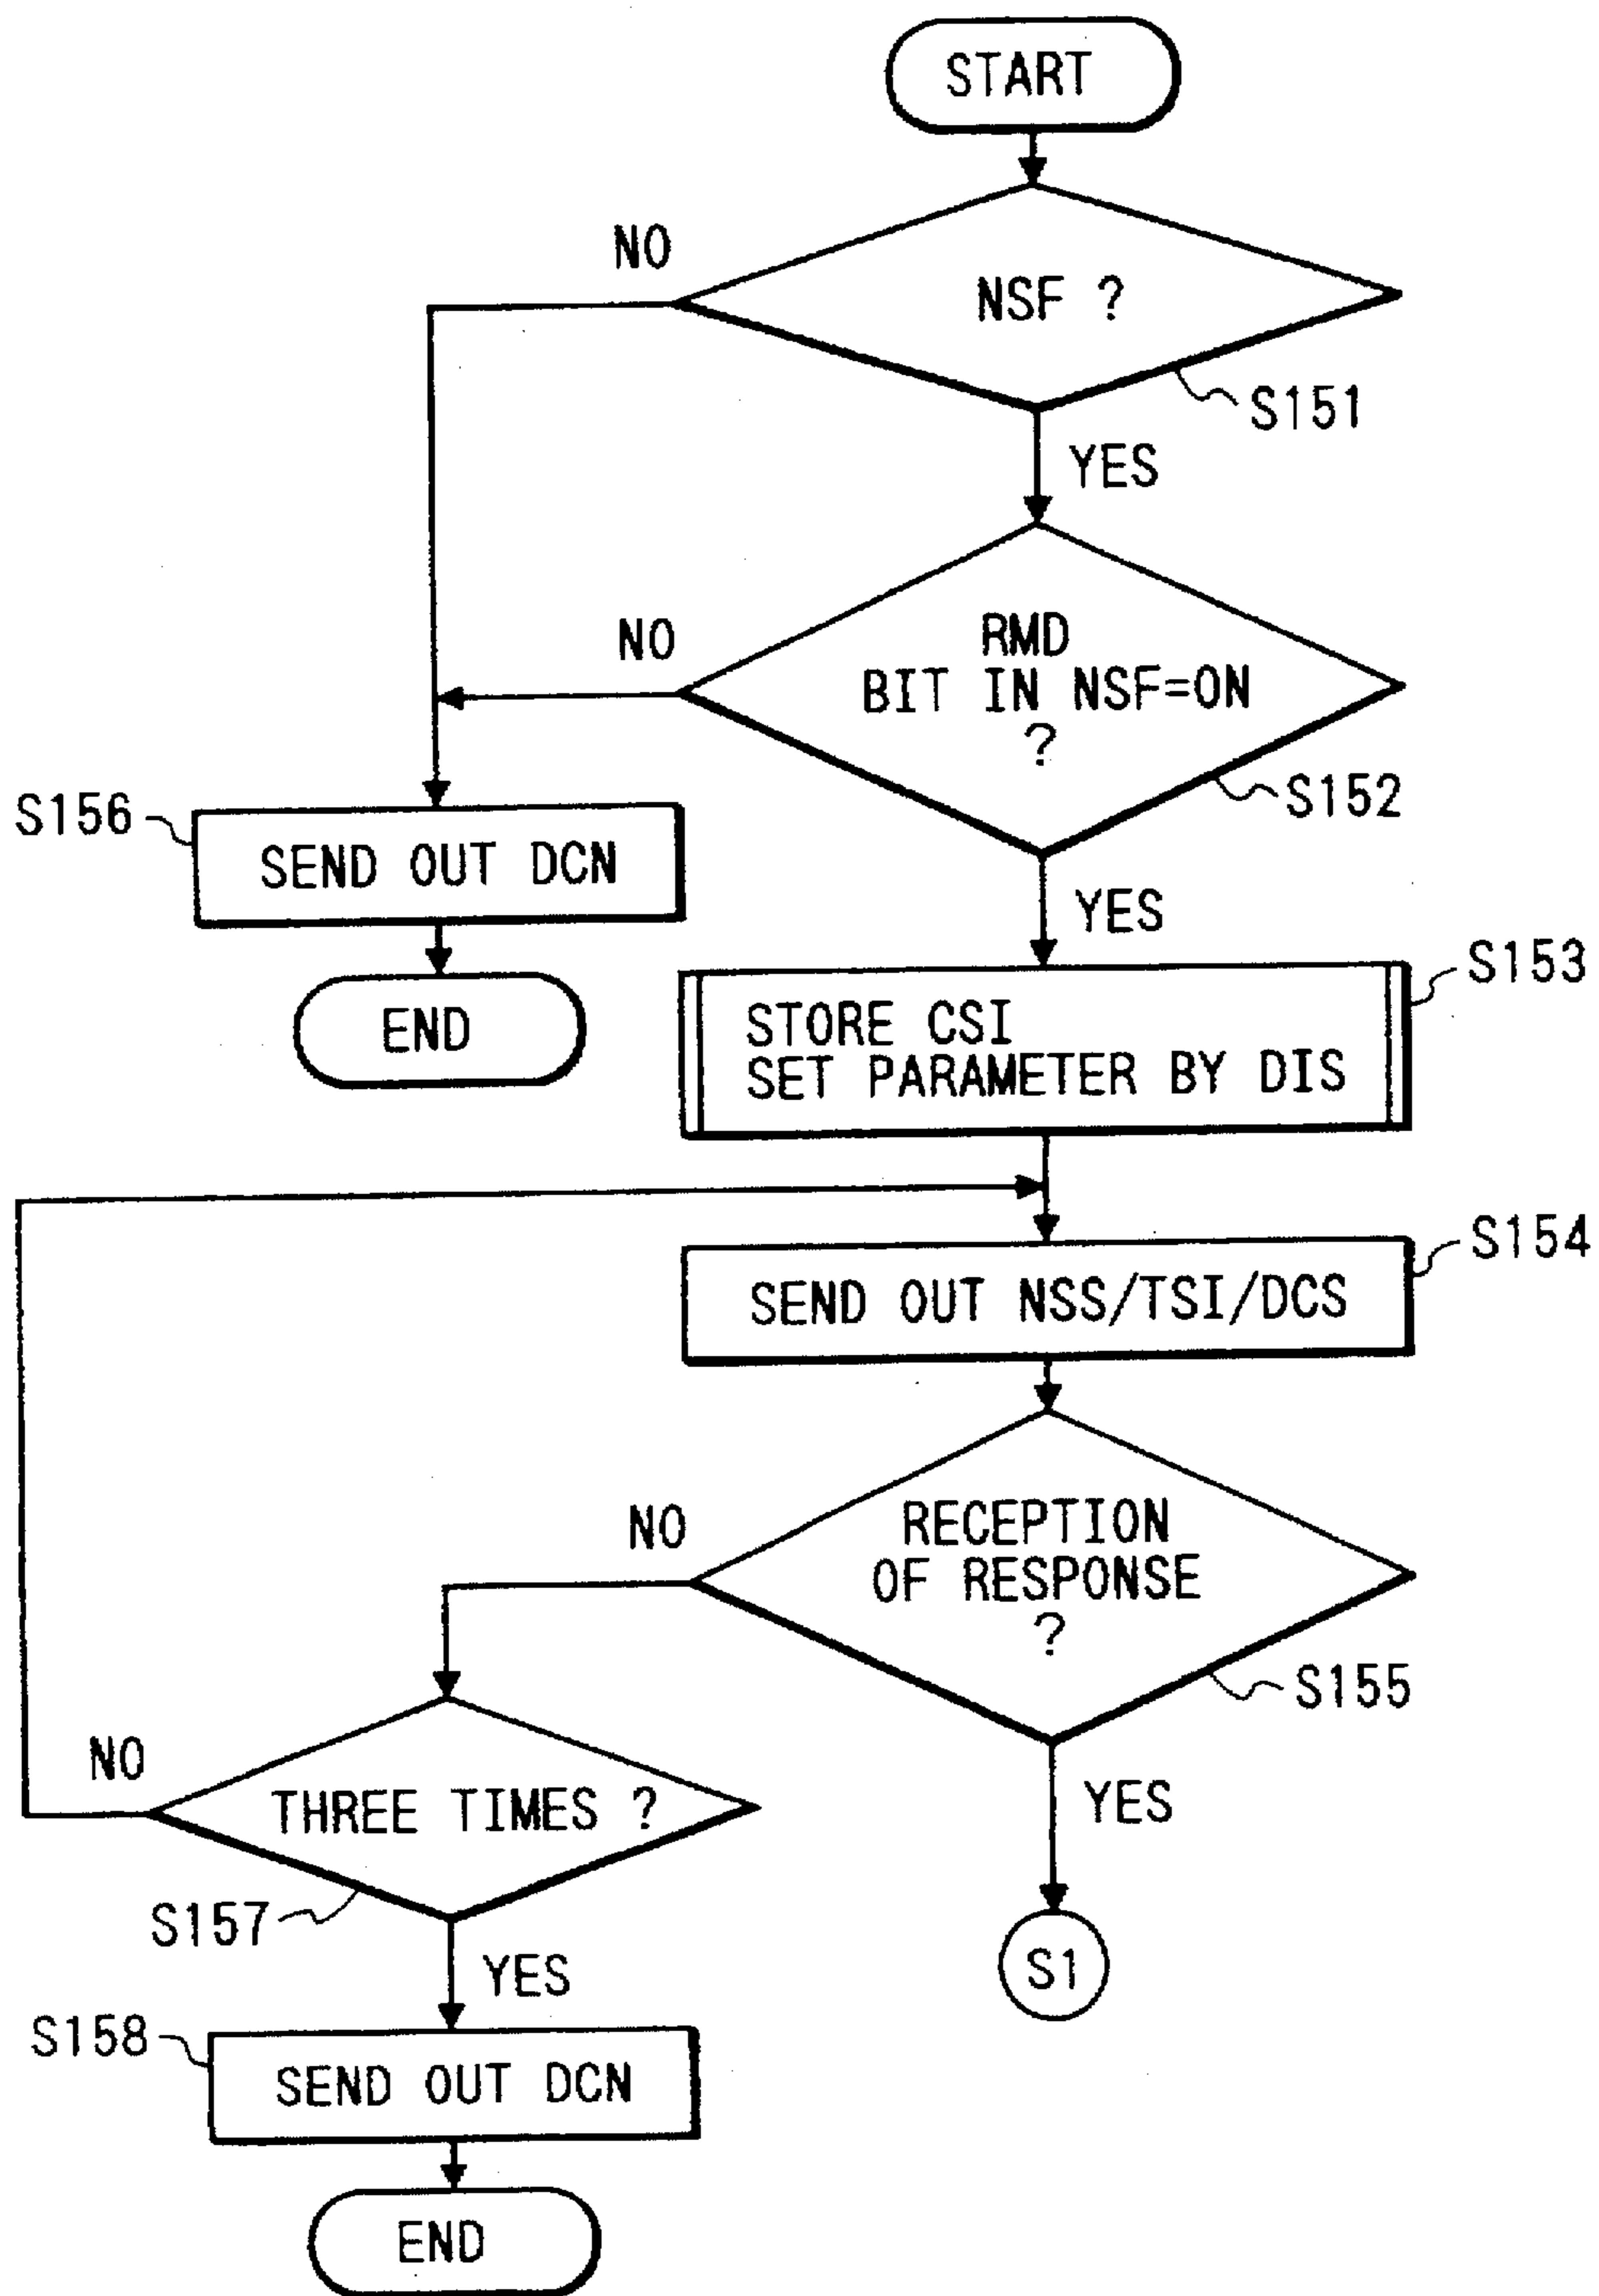 START
NO
NSF ?
S151
YES
NO
RMD
BIT IN NSF=ON
?
S152
S156
SEND OUT DCN
YES
END
S153
STORE CSI
SET PARAMETER BY DIS
S154
SEND OUT NSS/TSI/DCS
NO
RECEPTION
OF RESPONSE
?
S155
NO
THREE TIMES ?
YES
S157
YES
S1
S158
SEND OUT DCN
END